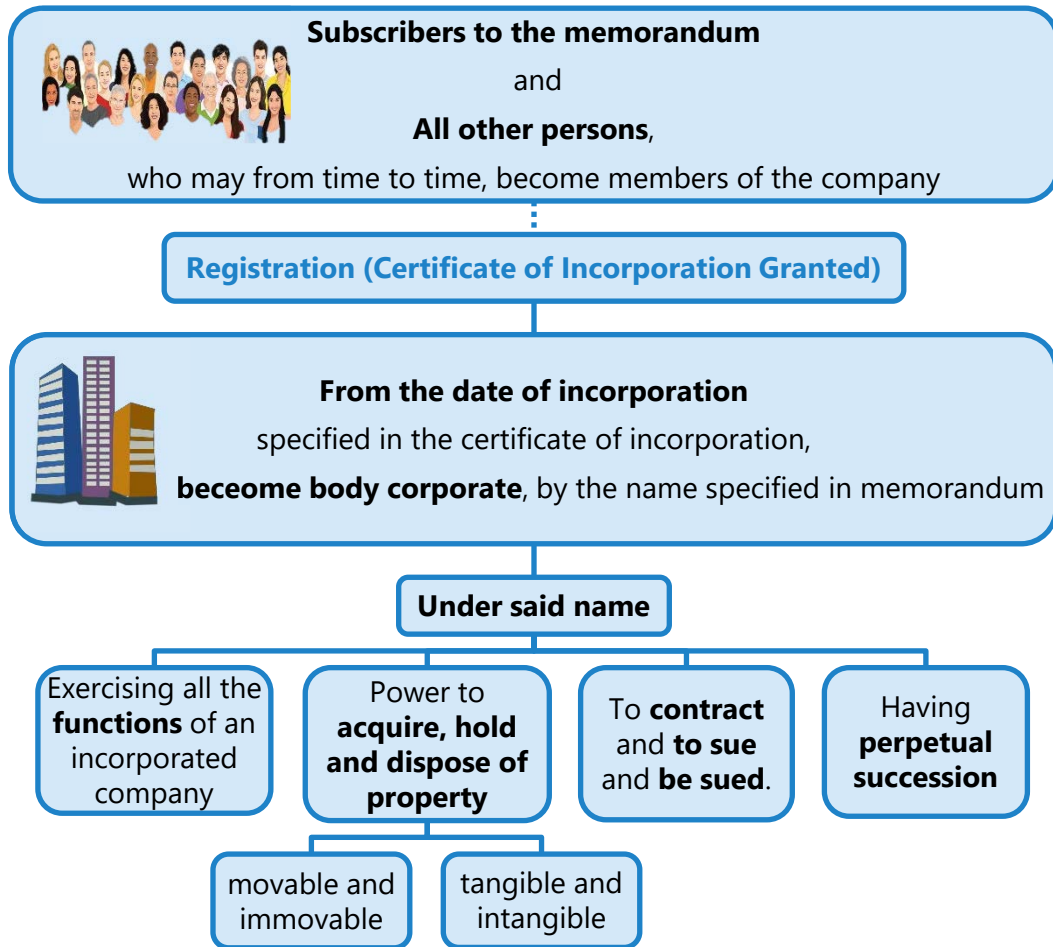 Subscribers to the memorandum
and
All other persons,
who may from time to time, become members of the company
Registration (Certificate of Incorporation Granted)
From the date of incorporation
specified in the certificate of incorporation,
beceome body corporate, by the name specified in memorandum
Under said name
Exercising all the
functions of an
incorporated
company
Power to
acquire, hold
and dispose of
property
To contract
and to sue
and be sued.
Having
perpetual
succession
movable and
immovable
tangible and
intangible